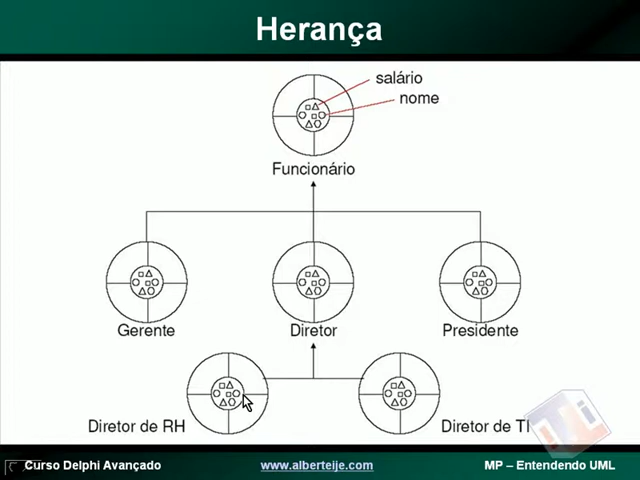 Herança
salário
nome
Funcionário
Gerente
Diretor
Presidente
Diretor de RH
Diretor de TI
Curso Delphi Avançado
www.alberteije.com
MP – Entendendo UML